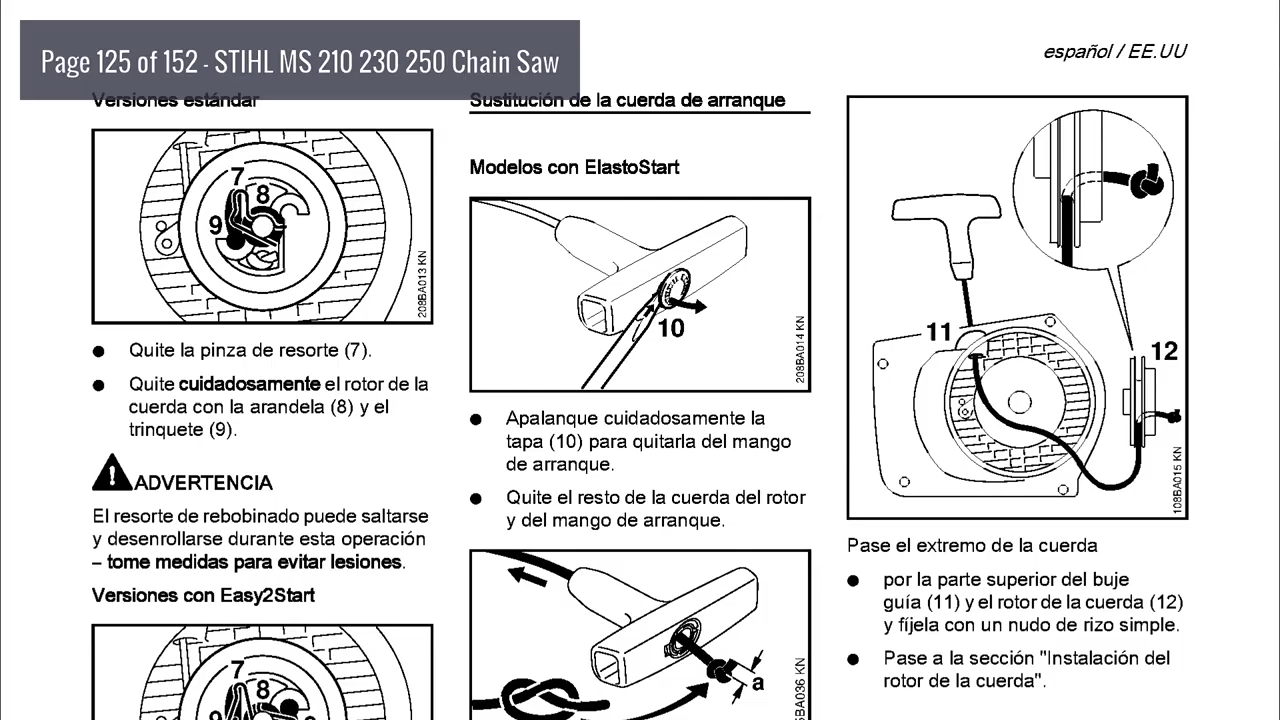 Page 125 of 152 - STIHL MS 210 230 250 Chain Saw
español / EE.UU
Versiones estándar
7
8
9
208BA013 KN
Quite la pinza de resorte (7).
Quite cuidadosamente el rotor de la
cuerda con la arandela (8) y el
trinquete (9).
ADVERTENCIA
El resorte de rebobinado puede saltarse
y desenrollarse durante esta operación
– tome medidas para evitar lesiones.
Versiones con Easy2Start
7
8
Sustitución de la cuerda de arranque
Modelos con ElastoStart
10
208BA014 KN
Apalanque cuidadosamente la
tapa (10) para quitarla del mango
de arranque.
Quite el resto de la cuerda del rotor
y del mango de arranque.
a
BA036 KN
11
12
108BA015 KN
Pase el extremo de la cuerda
por la parte superior del buje
guía (11) y el rotor de la cuerda (12)
y fíjela con un nudo de rizo simple.
Pase a la sección "Instalación del
rotor de la cuerda".